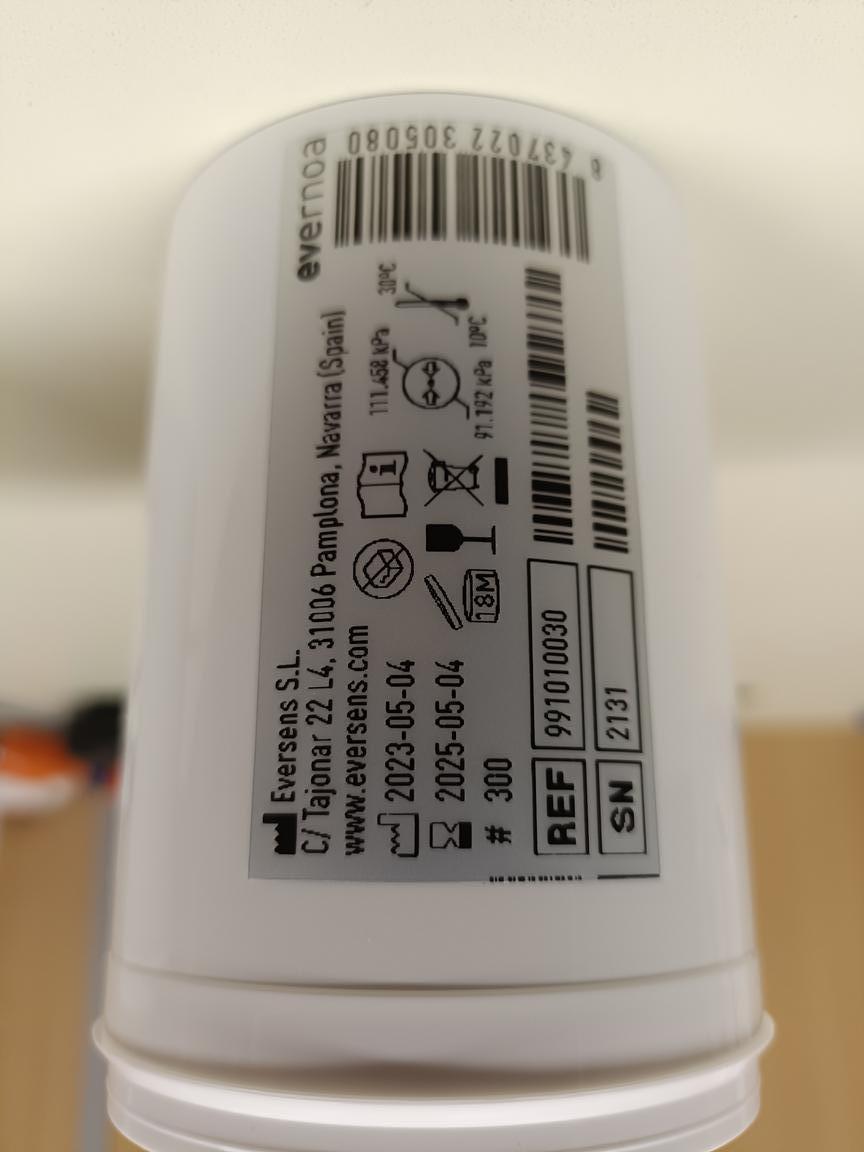 Eversens S.L.
C/ Tajonar 22 L4, 31006 Pamplona, Navarra (Spain)
www.eversens.com
evernoa
2023-05-04
2025-05-04
# 300
18M
111.458 kPa
91.192 kPa
30ºC
10ºC
REF 991010030
SN 2131
8 437022 305080